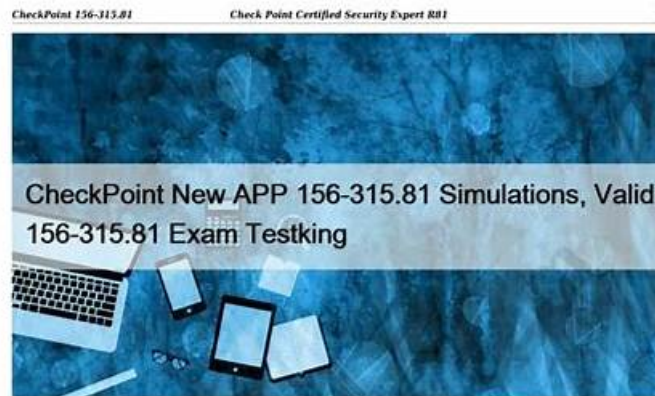 CheckPoint 156-315.81 Check Point Certified Security Expert R81
CheckPoint New APP 156-315.81 Simulations, Valid
156-315.81 Exam Testking